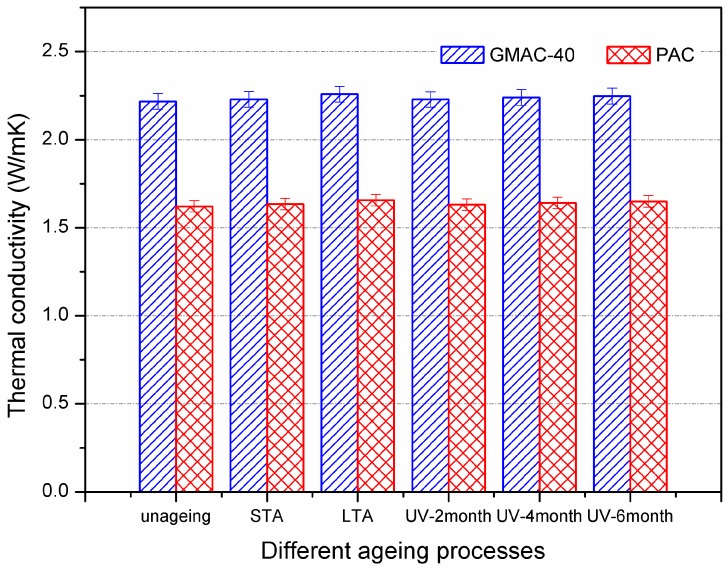 Thermal conductivity (W/mK)
2.5
2.0
1.5
1.0
0.5
0.0
GMAC-40 PAC
unageing STA LTA UV-2month UV-4month UV-6month
Different ageing processes